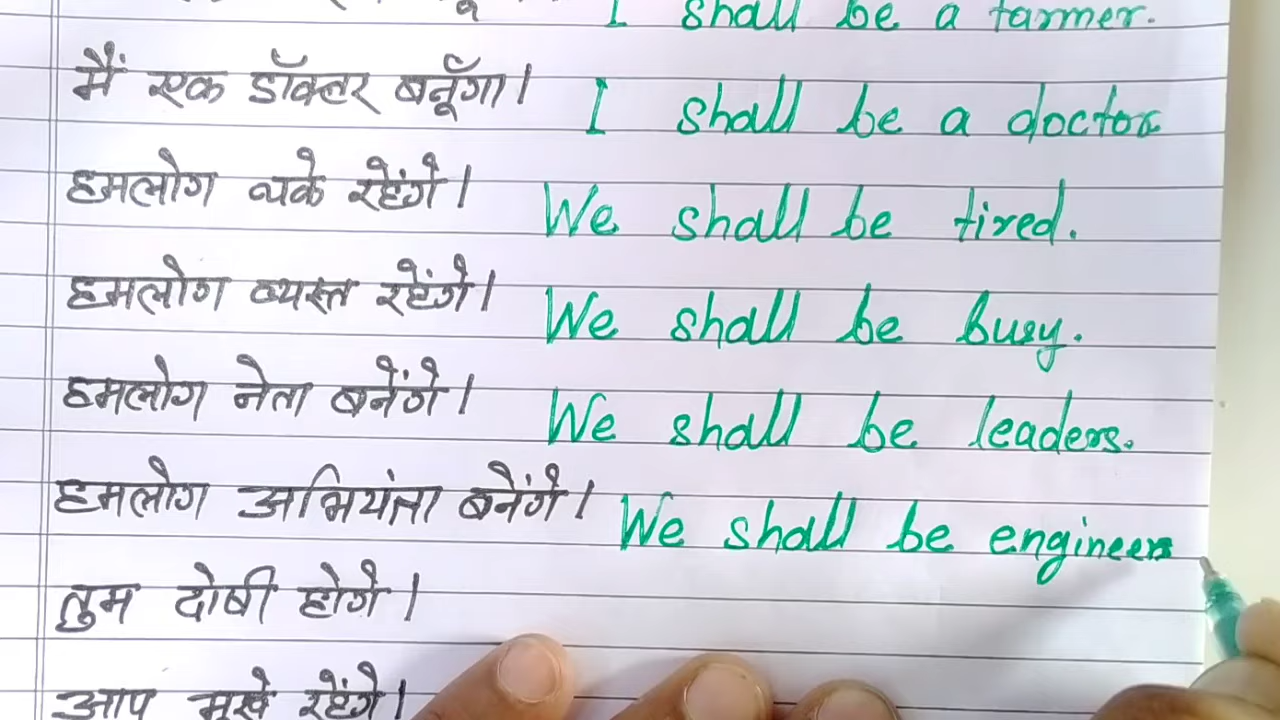 I shall be a farmer.
मैं एक डॉक्टर बनूँगा। I shall be a doctor
हमलोग थके रहेंगे। We shall be tired.
हमलोग व्यस्त रहेंगे। We shall be busy.
हमलोग नेता बनेंगे। We shall be leaders.
हमलोग अभियंता बनेंगे। We shall be engineers
तुम दोषी होगे।
आप भूखे रहेंगे।